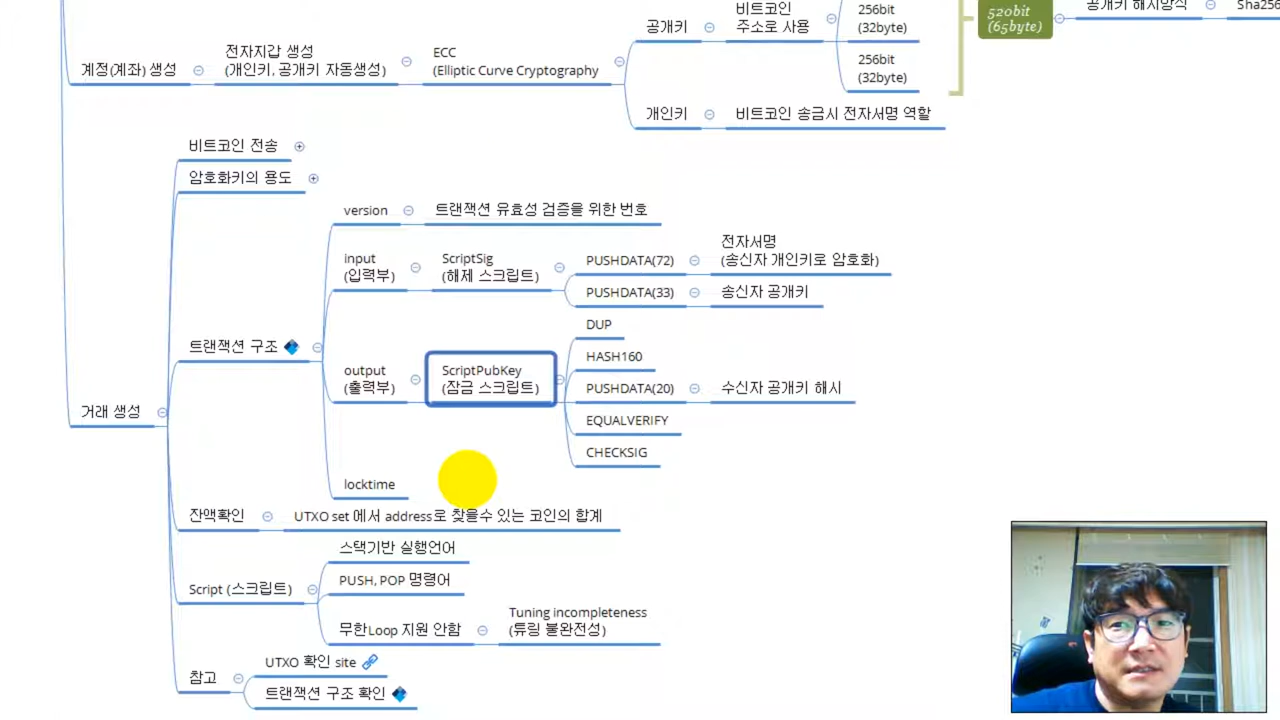 비트코인
주소로 사용
공개키
256bit
(32byte)
520bit
(65byte)
공개키 해시방식
Sha256
256bit
(32byte)
계정(계좌) 생성
전자지갑 생성
(개인키, 공개키 자동생성)
ECC
(Elliptic Curve Cryptography
개인키
비트코인 송금시 전자서명 역할
비트코인 전송
암호화키의 용도
version
트랜잭션 유효성 검증을 위한 번호
input
(입력부)
ScriptSig
(해제 스크립트)
PUSHDATA(72)
전자서명
(송신자 개인키로 암호화)
PUSHDATA(33)
송신자 공개키
트랜잭션 구조
output
(출력부)
ScriptPubKey
(잠금 스크립트)
DUP
HASH160
PUSHDATA(20)
수신자 공개키 해시
EQUALVERIFY
CHECKSIG
거래 생성
locktime
잔액확인
UTXO set 에서 address로 찾을수 있는 코인의 합계
Script (스크립트)
스택기반 실행언어
PUSH, POP 명령어
무한Loop 지원 안함
Tuning incompleteness
(튜링 불완전성)
참고
UTXO 확인 site
트랜잭션 구조 확인